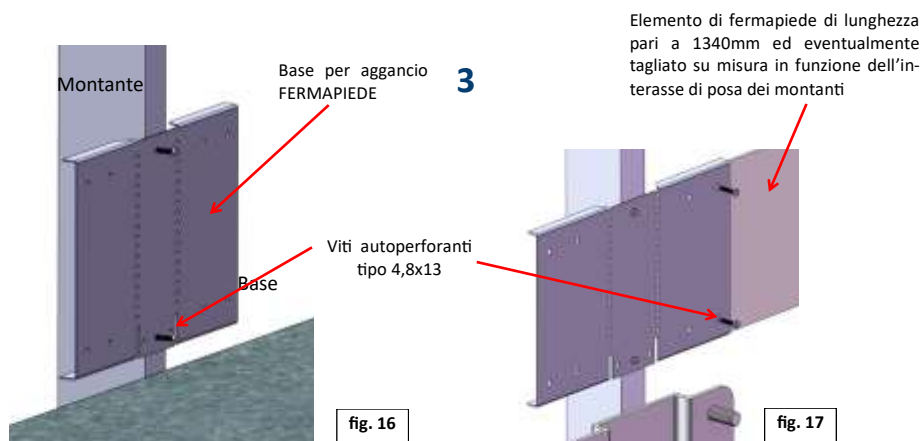 Elemento di fermapiede di lunghezza
pari a 1340mm ed eventualmente
tagliato su misura in funzione dell'in-
terasse di posa dei montanti
Montante
Base per aggancio
FERMAPIEDE
3
Viti autoperforanti
tipo 4,8x13
Base
fig. 16
fig. 17